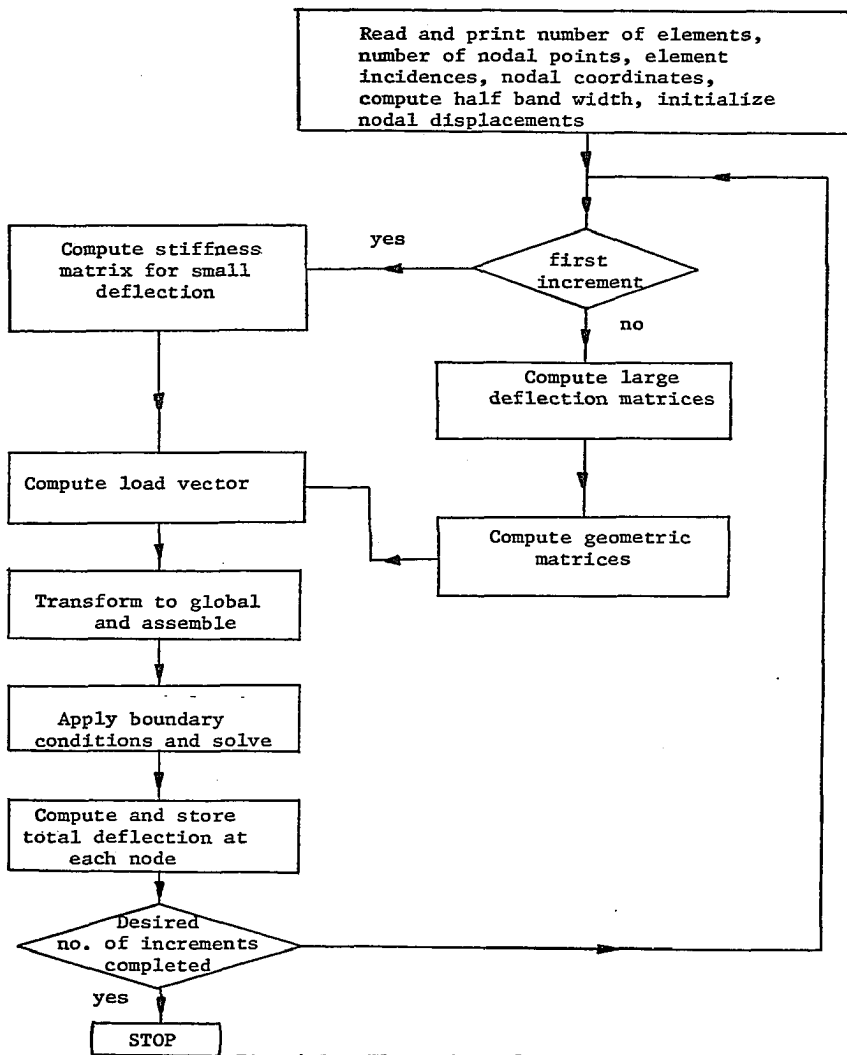 Read and print number of elements,
number of nodal points, element
incidences, nodal coordinates,
compute half band width, initialize
nodal displacements
first
increment
yes
no
Compute stiffness
matrix for small
deflection
Compute large
deflection matrices
Compute geometric
matrices
Compute load vector
Transform to global
and assemble
Apply boundary
conditions and solve
Compute and store
total deflection at
each node
Desired
no. of increments
completed
yes
STOP